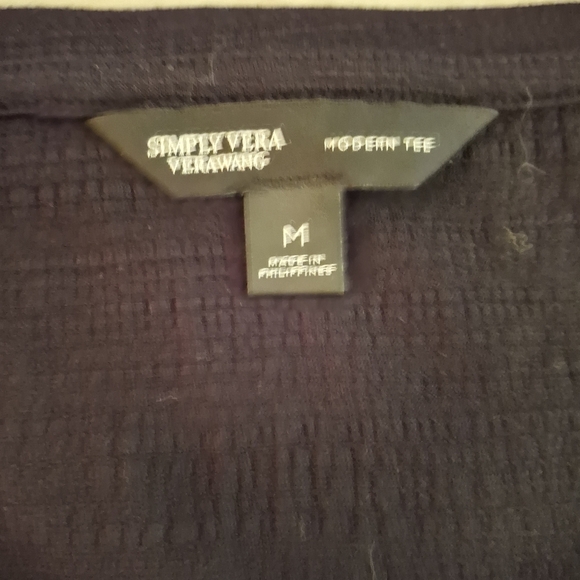 SIMPLY VERA
VERAWANG
MODERN TEE
M
MADE IN
PHILIPPINES